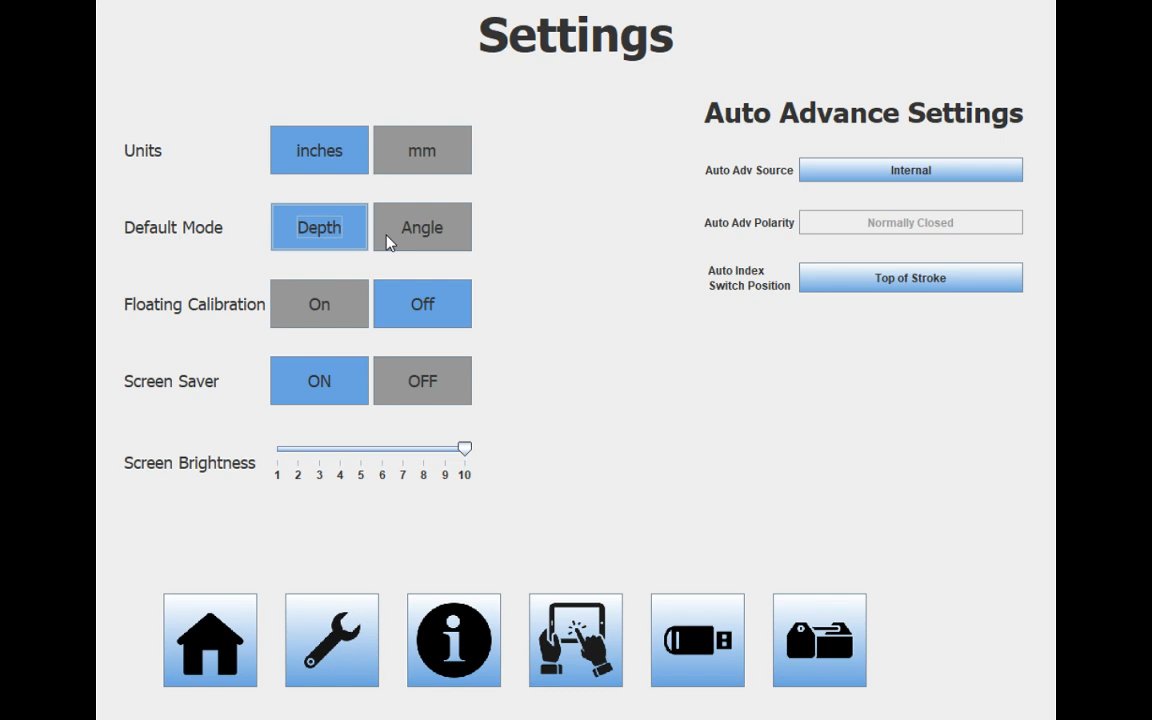 Settings
Auto Advance Settings
Units inches mm
Auto Adv Source Internal
Default Mode Depth Angle
Auto Adv Polarity Normally Closed
Auto Index
Switch Position Top of Stroke
Floating Calibration On Off
Screen Saver ON OFF
Screen Brightness
1 2 3 4 5 6 7 8 9 10